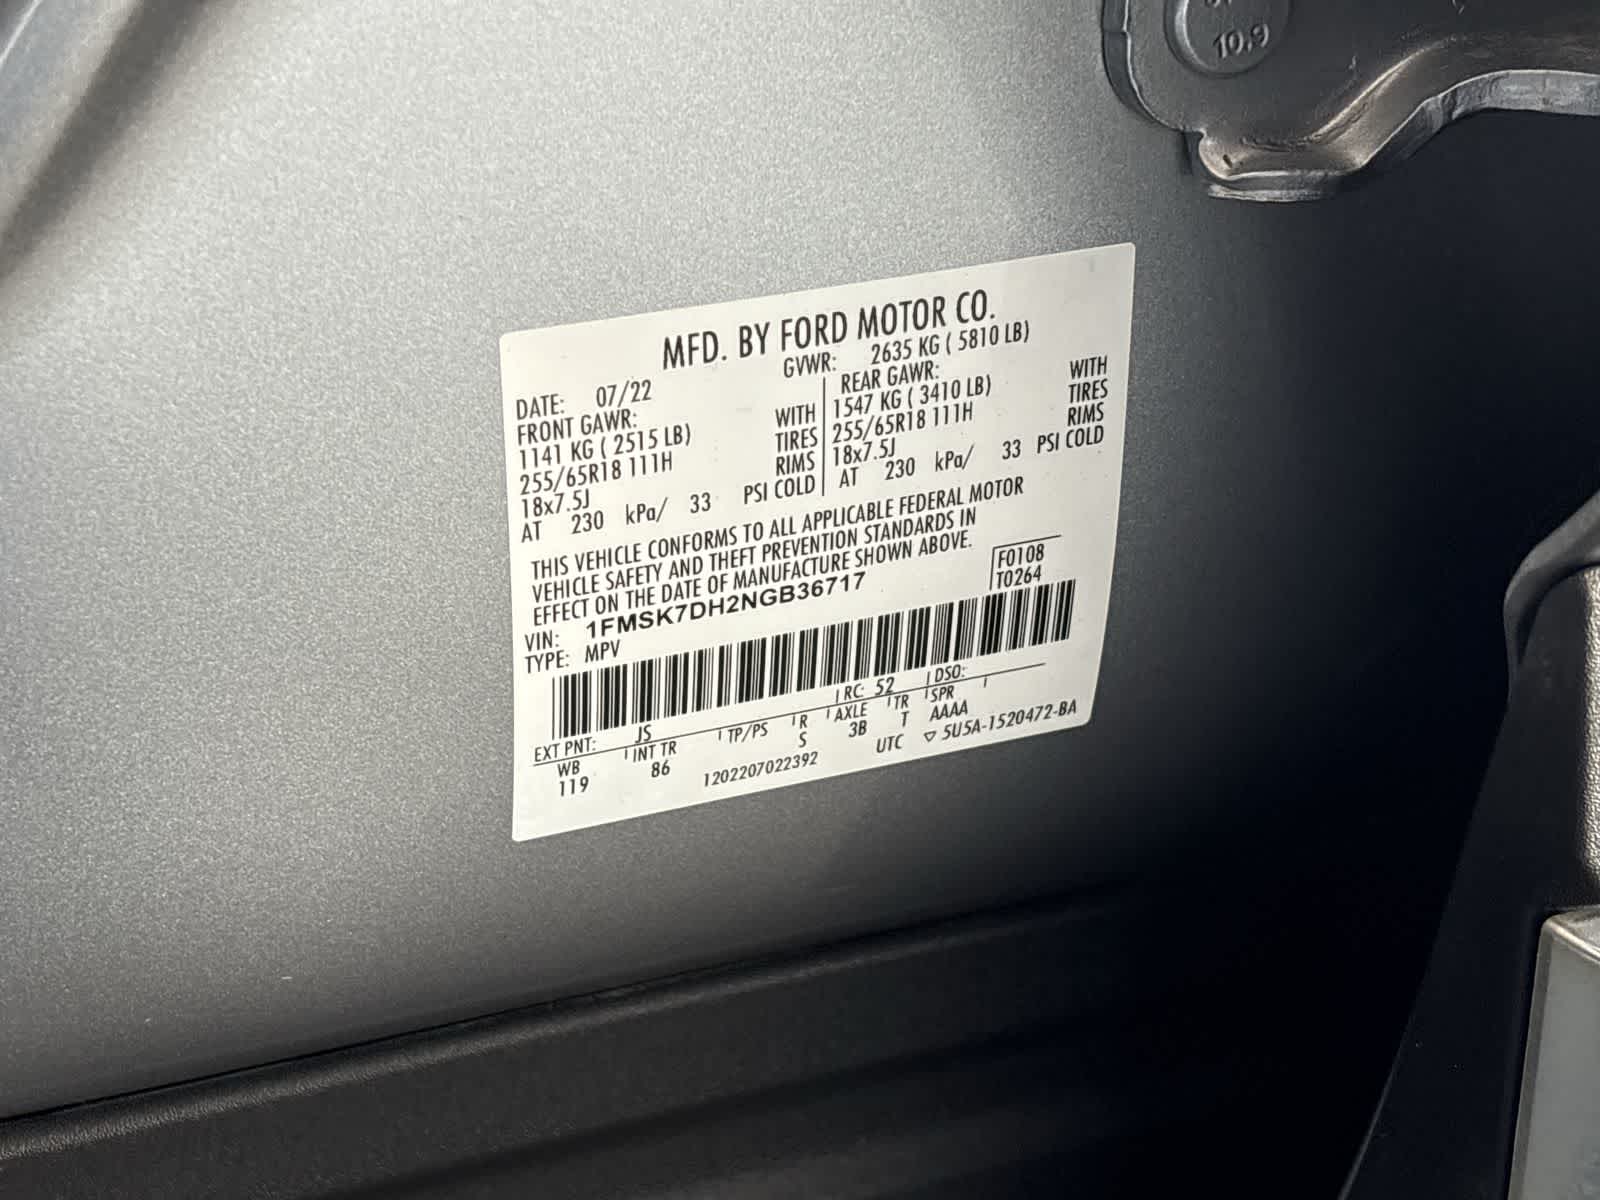 10.9
MFD. BY FORD MOTOR CO.
DATE: 07/22 GVWR: 2635 KG ( 5810 LB)
FRONT GAWR: REAR GAWR:
1141 KG ( 2515 LB) WITH 1547 KG ( 3410 LB) WITH
255/65R18 111H TIRES 255/65R18 111H TIRES
18x7.5J RIMS 18x7.5J RIMS
AT 230 kPa/ 33 PSI COLD AT 230 kPa/ 33 PSI COLD
THIS VEHICLE CONFORMS TO ALL APPLICABLE FEDERAL MOTOR
VEHICLE SAFETY AND THEFT PREVENTION STANDARDS IN
EFFECT ON THE DATE OF MANUFACTURE SHOWN ABOVE.
VIN: 1FMSK7DH2NGB36717 F0108
TYPE: MPV T0264
EXT PNT: JS RC: 52 DSO:
WB INT TR TP/PS R AXLE TR SPR
119 86 S 3B T AAAA
1202207022392 UTC ▽ 5U5A-1520472-BA